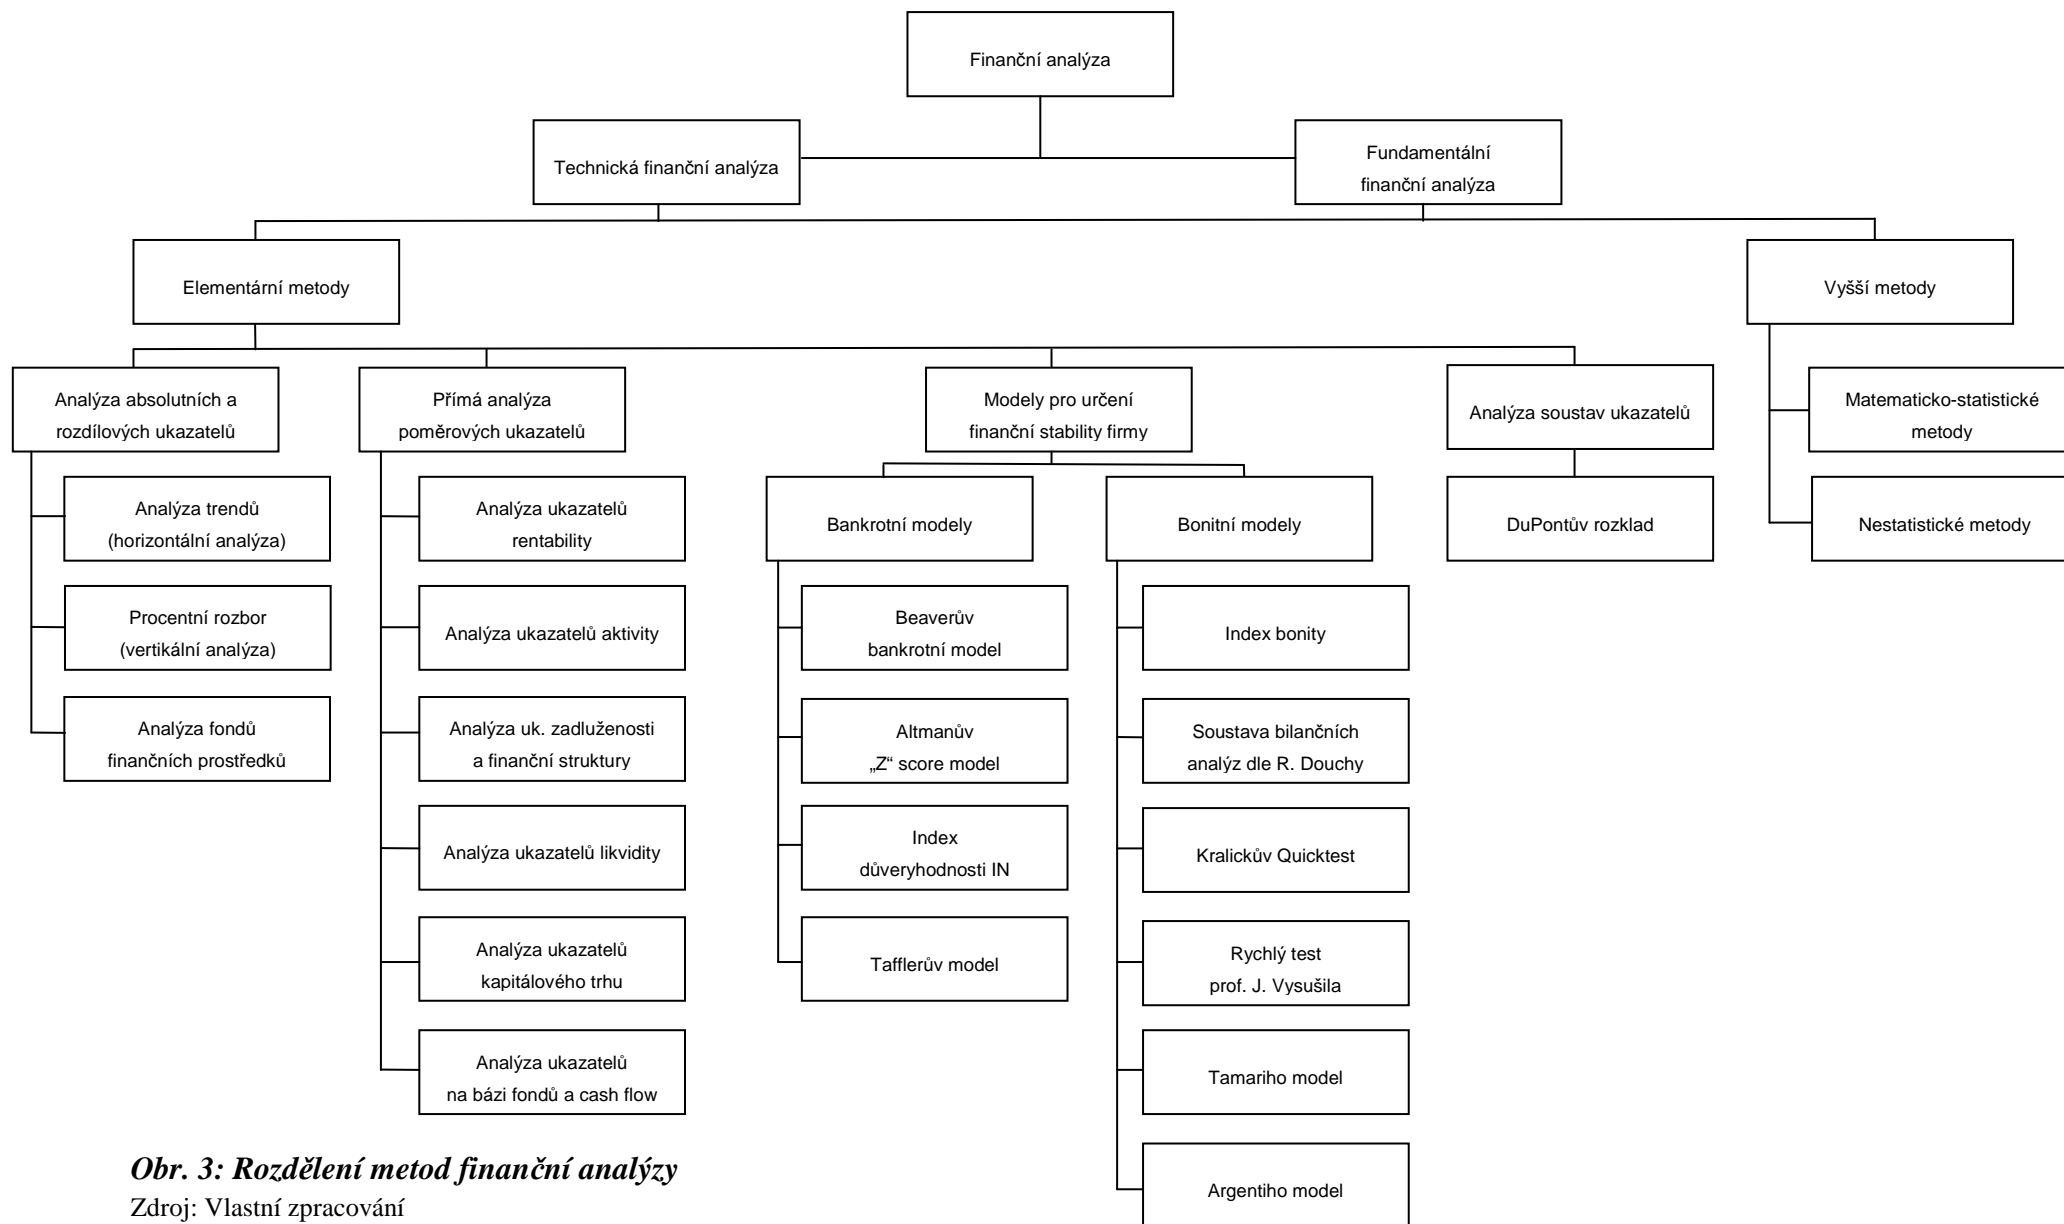 Finanční analýza
Technická finanční analýza
Fundamentální
finanční analýza
Elementární metody
Vyšší metody
Analýza absolutních a
rozdílových ukazatelů
Přímá analýza
poměrových ukazatelů
Modely pro určení
finanční stability firmy
Analýza soustav ukazatelů
Matematicko-statistické
metody
Analýza trendů
(horizontální analýza)
Analýza ukazatelů
rentability
Bankrotní modely
Bonitní modely
DuPontův rozklad
Nestatistické metody
Procentní rozbor
(vertikální analýza)
Analýza ukazatelů aktivity
Beaverův
bankrotní model
Index bonity
Analýza fondů
finančních prostředků
Analýza uk. zadluženosti
a finanční struktury
Altmanův
„Z“ score model
Soustava bilančních
analýz dle R. Douchy
Analýza ukazatelů likvidity
Index
důveryhodnosti IN
Kralickův Quicktest
Analýza ukazatelů
kapitálového trhu
Tafflerův model
Rychlý test
prof. J. Vysušila
Analýza ukazatelů
na bázi fondů a cash flow
Tamariho model
Argentiho model
Obr. 3: Rozdělení metod finanční analýzy
Zdroj: Vlastní zpracování